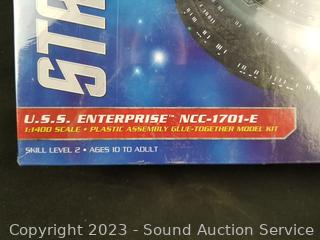 STA
U.S.S. ENTERPRISE™ NCC-1701-E
1:1400 SCALE • PLASTIC ASSEMBLY GLUE-TOGETHER MODEL KIT
SKILL LEVEL 2 • AGES 10 TO ADULT
Copyright 2023 - Sound Auction Service